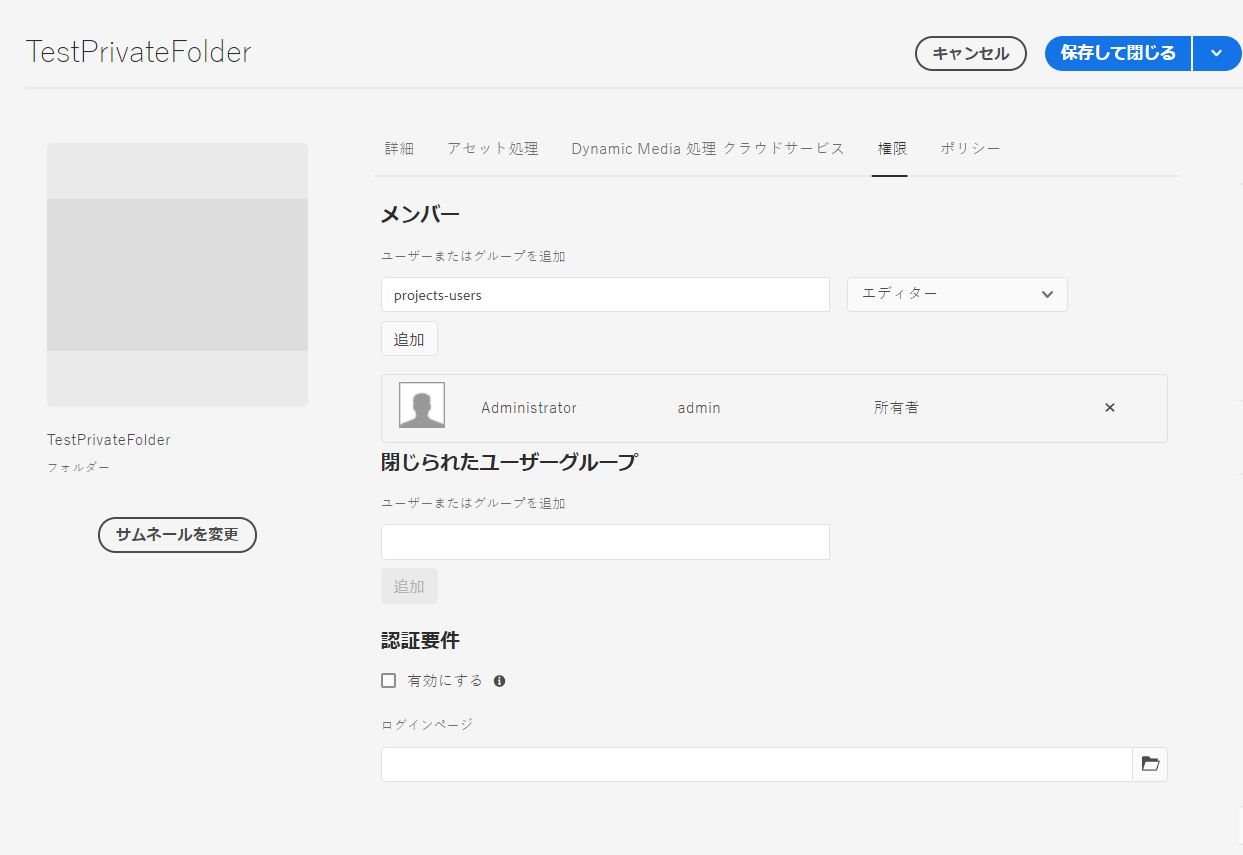 TestPrivateFolder
キャンセル
保存して閉じる
詳細 アセット処理 Dynamic Media 処理 クラウドサービス 権限 ポリシー
メンバー
ユーザーまたはグループを追加
projects-users エディター
追加
Administrator admin 所有者
TestPrivateFolder
フォルダー
サムネールを変更
閉じられたユーザーグループ
ユーザーまたはグループを追加
追加
認証要件
有効にする
ログインページ